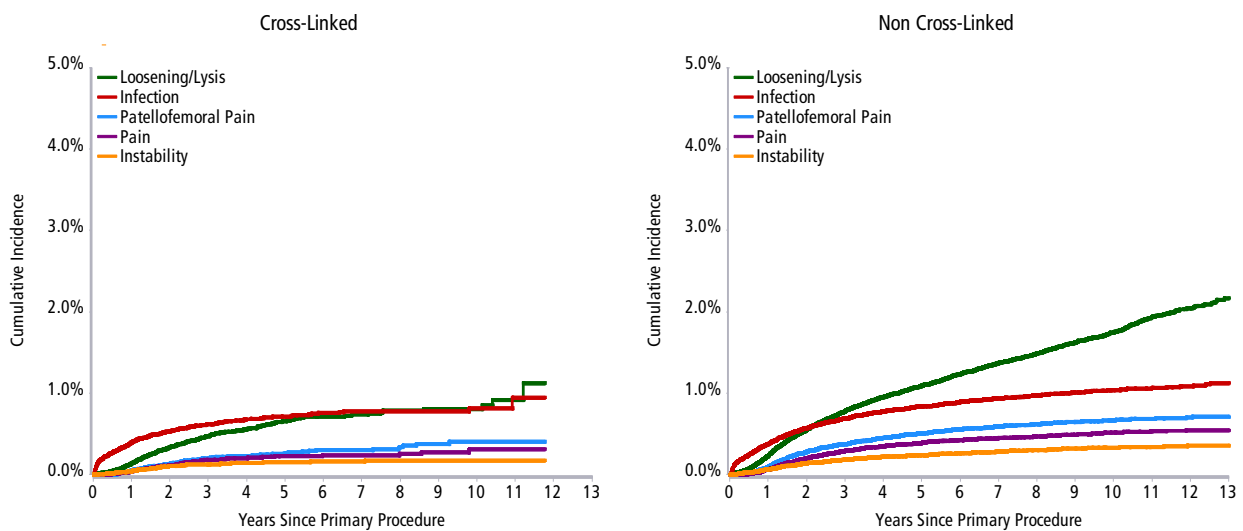 Cross-Linked
5.0%
4.0%
3.0%
2.0%
1.0%
0.0%
Cumulative Incidence
Loosening/Lysis
Infection
Patellofemoral Pain
Pain
Instability
0 1 2 3 4 5 6 7 8 9 10 11 12 13
Years Since Primary Procedure
Non Cross-Linked
5.0%
4.0%
3.0%
2.0%
1.0%
0.0%
Cumulative Incidence
Loosening/Lysis
Infection
Patellofemoral Pain
Pain
Instability
0 1 2 3 4 5 6 7 8 9 10 11 12 13
Years Since Primary Procedure